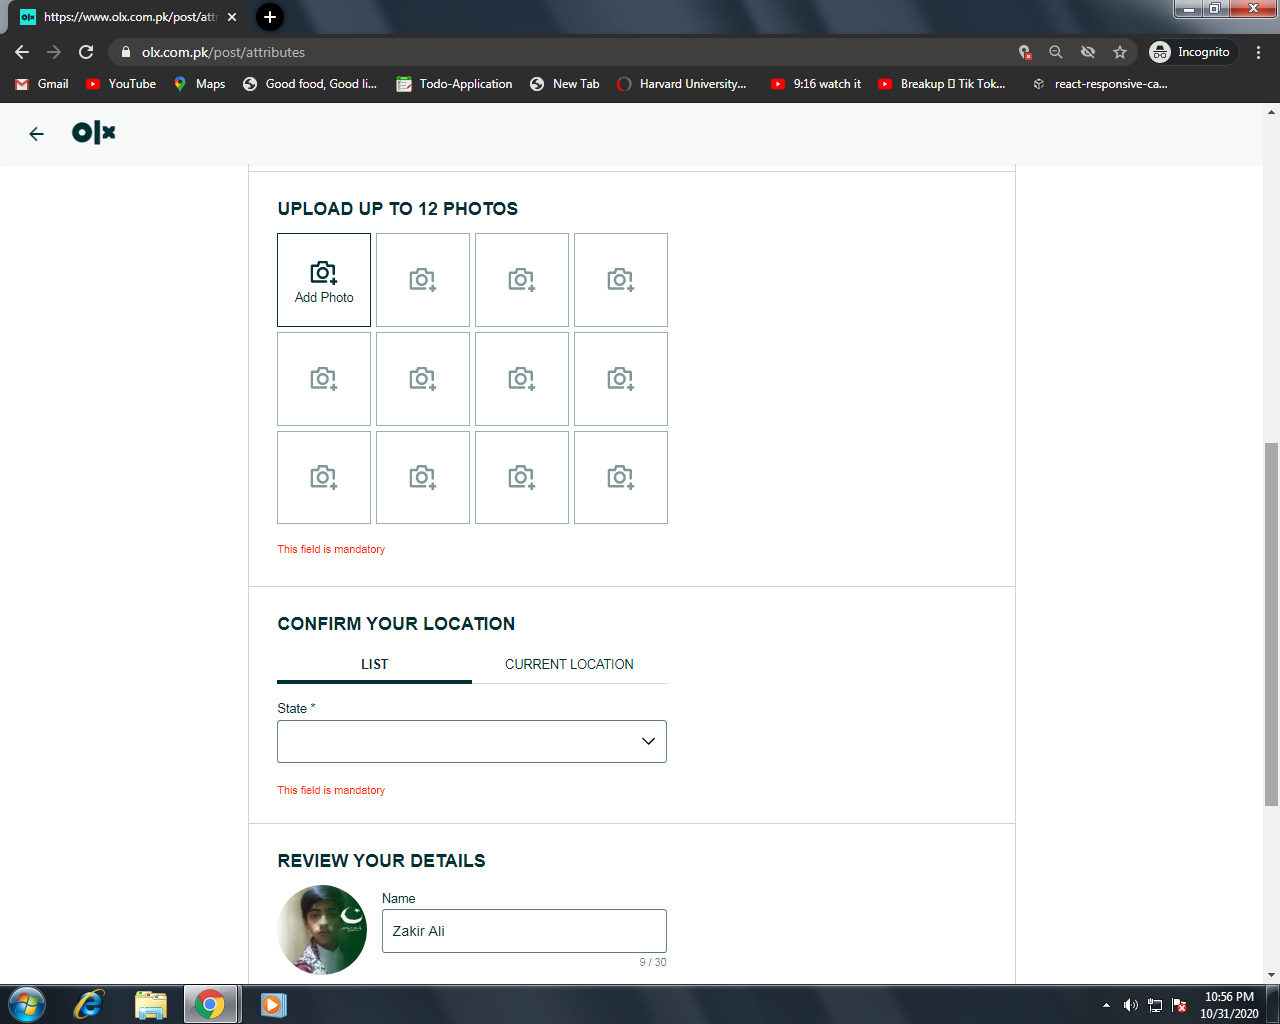 https://www.olx.com.pk/post/attr
olx.com.pk/post/attributes
Incognito
Gmail
YouTube
Maps
Good food, Good li...
Todo-Application
New Tab
Harvard University...
9:16 watch it
Breakup ▯ Tik Tok...
react-responsive-ca...
olx
UPLOAD UP TO 12 PHOTOS
Add Photo
This field is mandatory
CONFIRM YOUR LOCATION
LIST
CURRENT LOCATION
State *
This field is mandatory
REVIEW YOUR DETAILS
Name
Zakir Ali
9 / 30
10:56 PM
10/31/2020